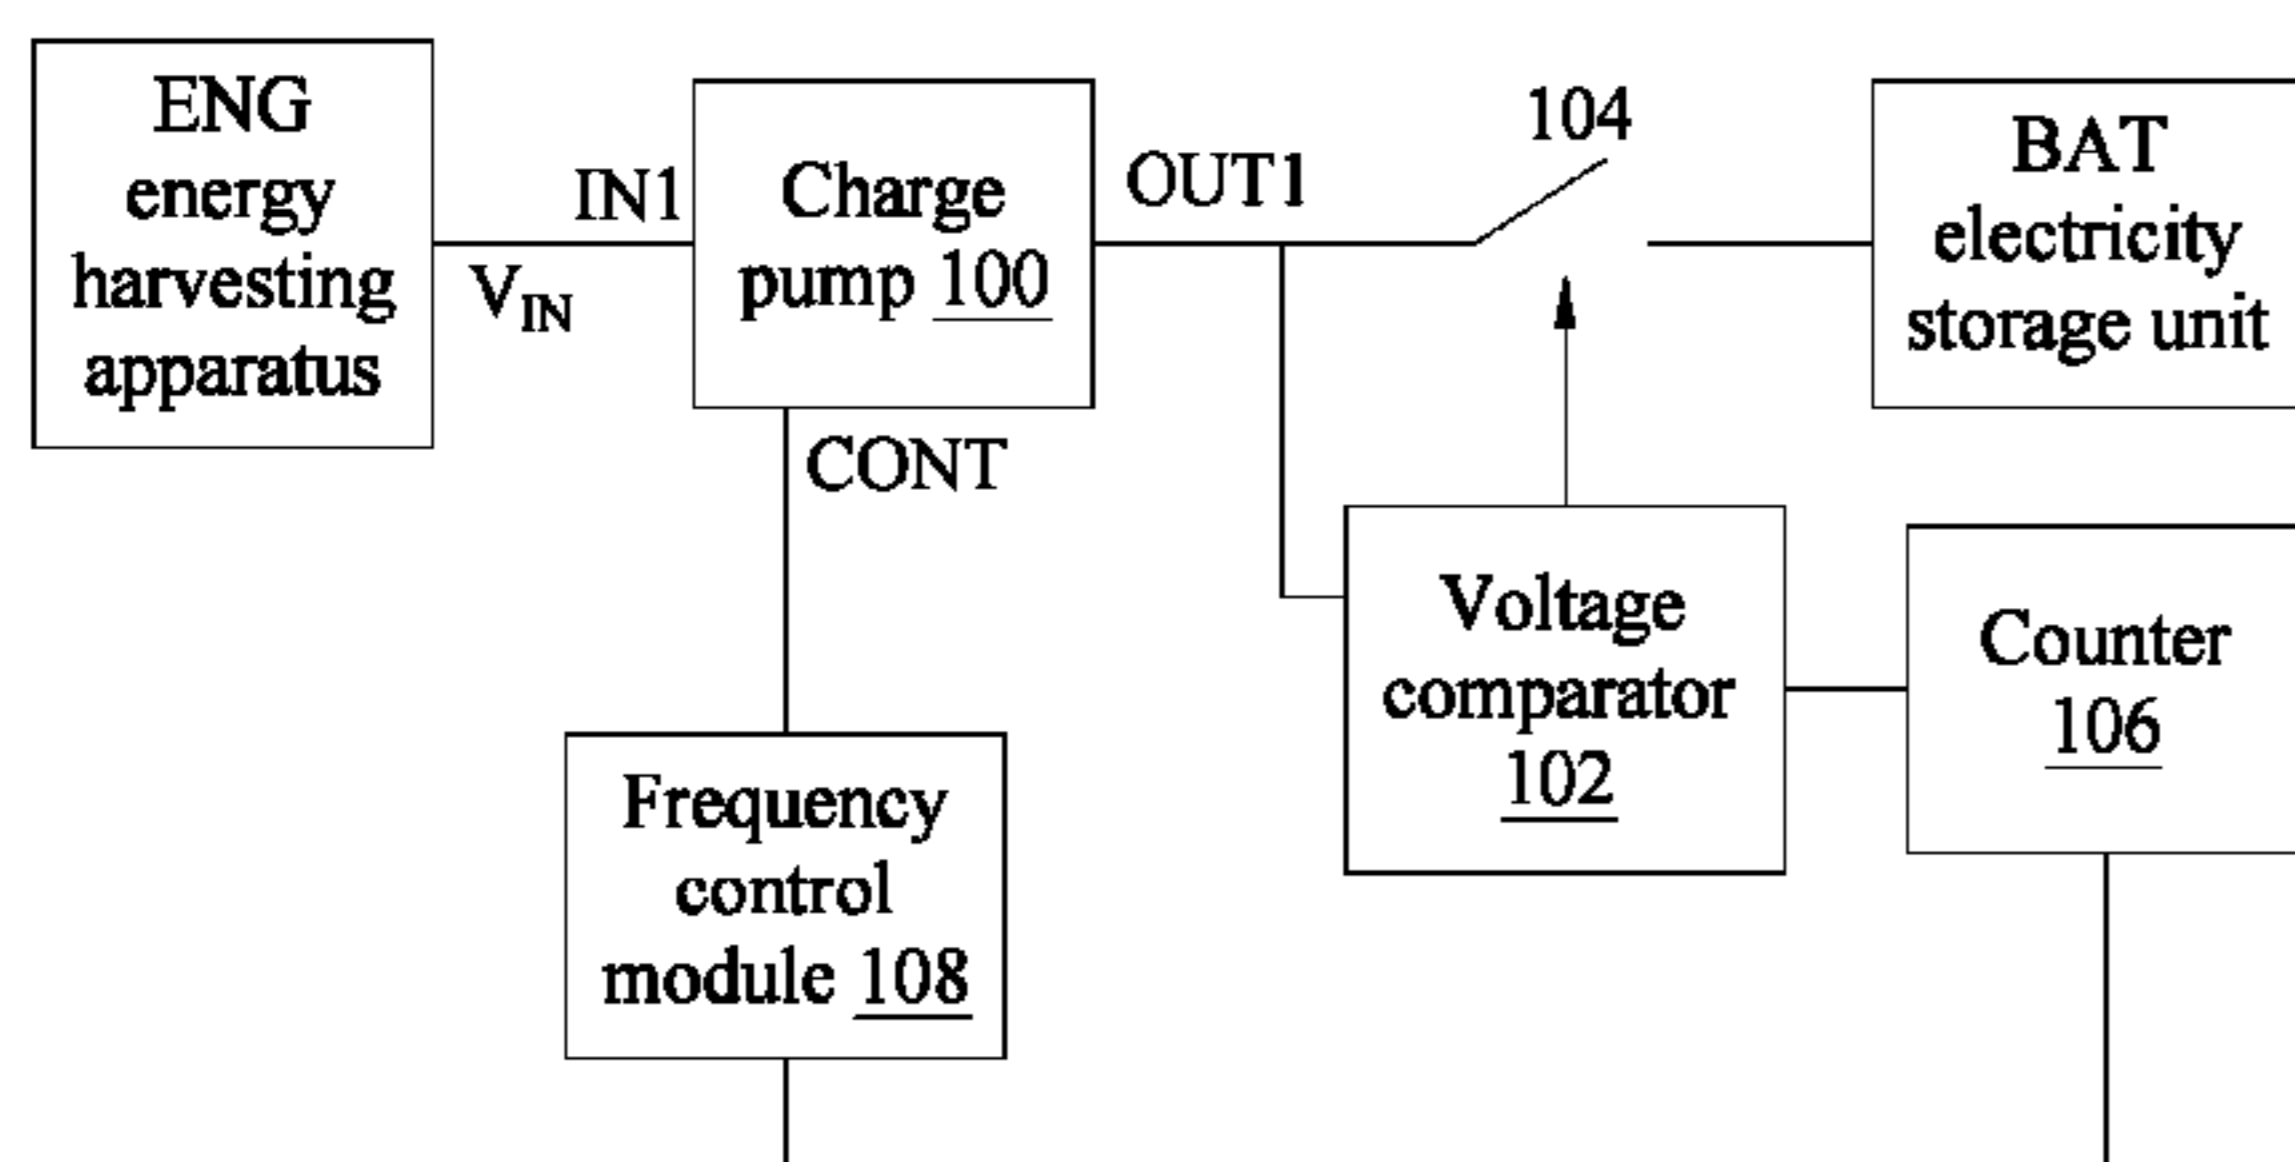 ENG
energy
harvesting
apparatus
IN1
V_IN
Charge
pump 100
CONT
OUT1
104
BAT
electricity
storage unit
Voltage
comparator
102
Counter
106
Frequency
control
module 108